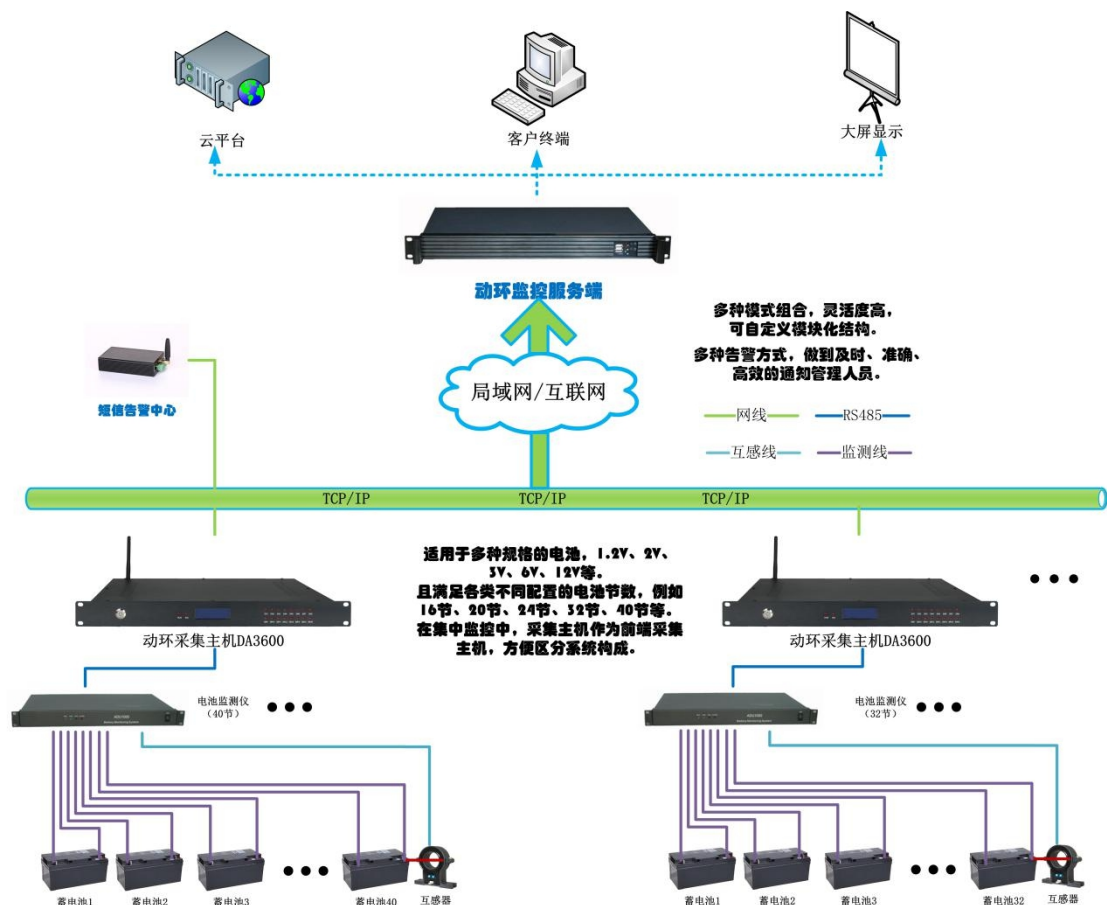 云平台
客户终端
大屏显示
动环监控服务端
多种模式组合，灵活度高，
可自定义模块化结构。
多种告警方式，做到及时、准确、
高效的通知管理人员。
短信告警中心
局域网/互联网
网线
RS485
互感线
监测线
TCP/IP
TCP/IP
TCP/IP
适用于多种规格的电池，1.2V、2V、
3V、6V、12V等。
且满足各类不同配置的电池节数，例如
16节、20节、24节、32节、40节等。
在集中监控中，采集主机作为前端采集
主机，方便区分系统构成。
动环采集主机DA3600
动环采集主机DA3600
电池监测仪
（40节）
电池监测仪
（32节）
蓄电池1
蓄电池2
蓄电池3
蓄电池40
互感器
蓄电池1
蓄电池2
蓄电池3
蓄电池32
互感器